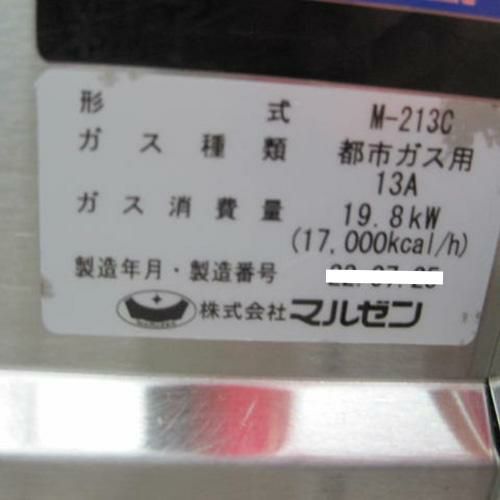 形式 M-213C
ガス種類 都市ガス用
13A
ガス消費量 19.8kW
(17,000kcal/h)
製造年月・製造番号
株式会社マルゼン